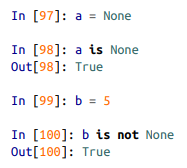 In [97]: a = None
In [98]: a is None
Out[98]: True
In [99]: b = 5
In [100]: b is not None
Out[100]: True